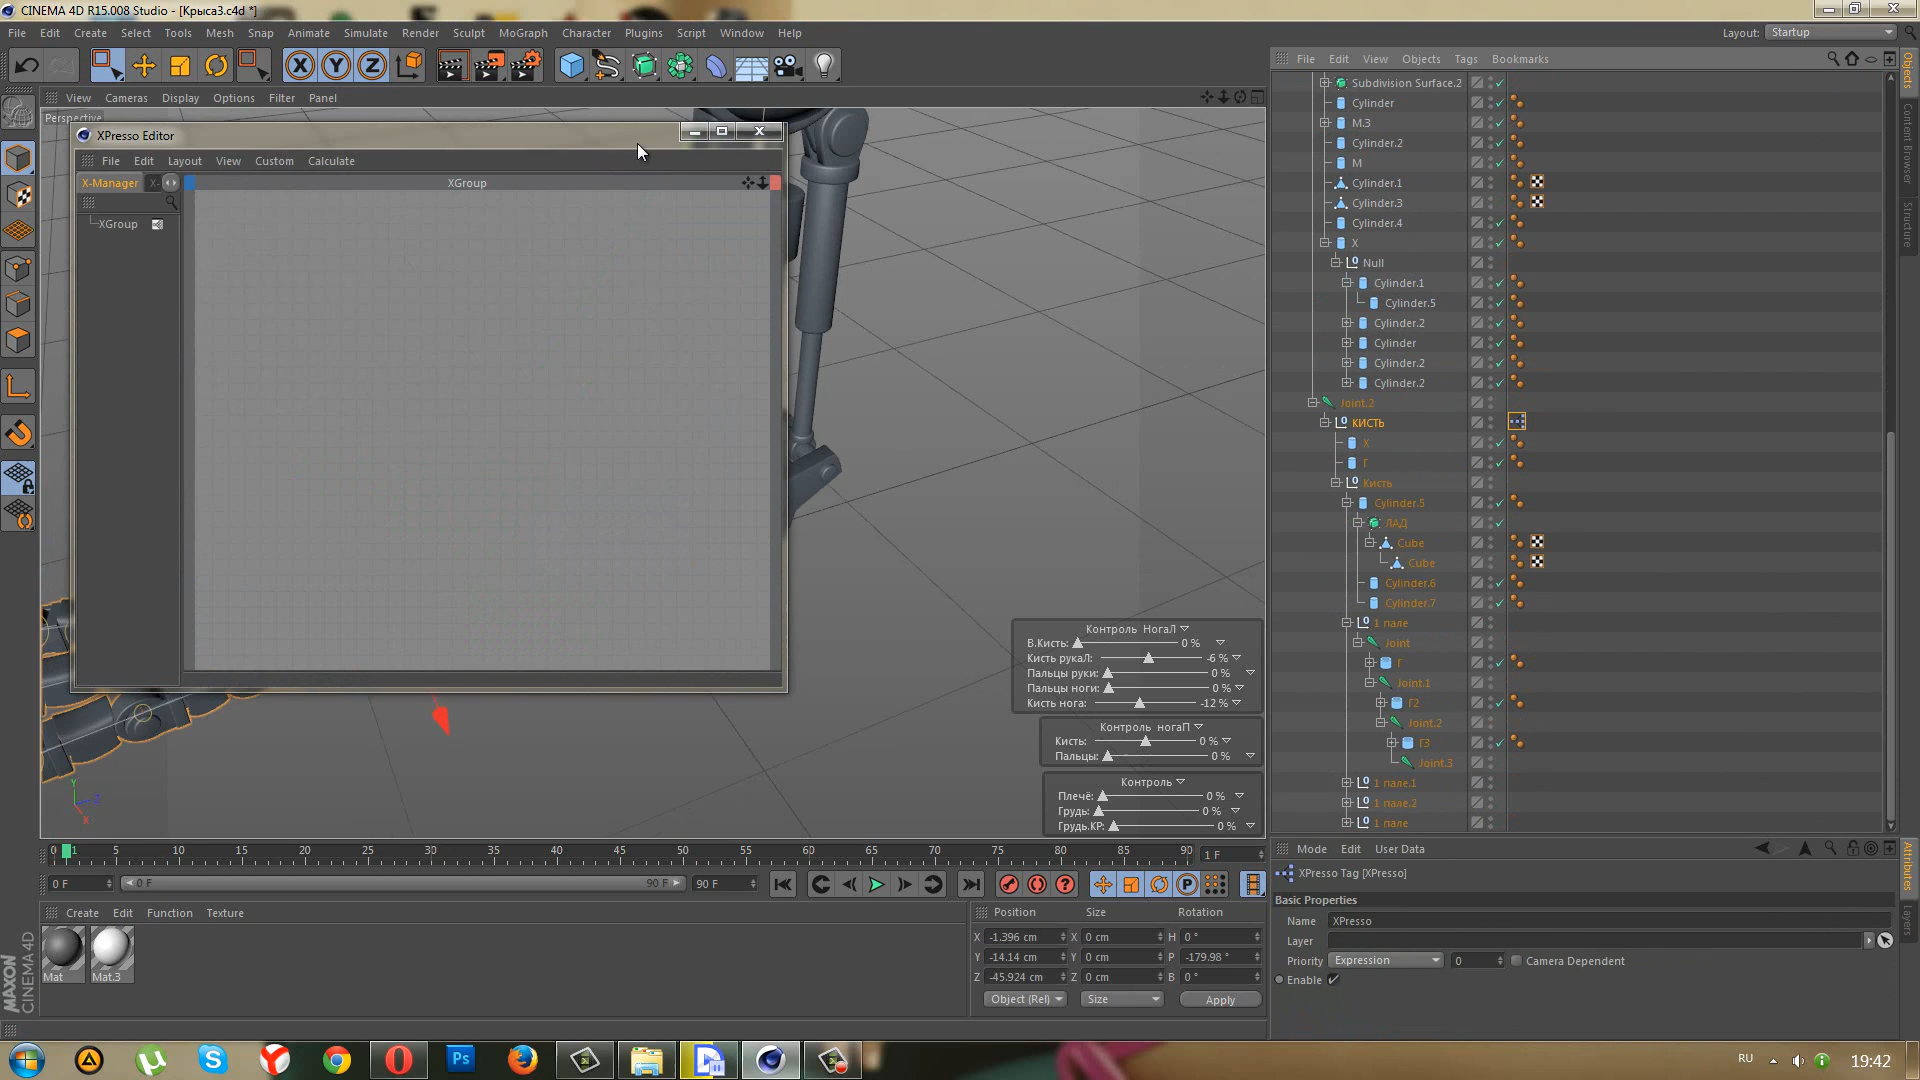 CINEMA 4D R15.008 Studio - [Крыса3.c4d *]
File Edit Create Select Tools Mesh Snap Animate Simulate Render Sculpt MoGraph Character Plugins Script Window Help
Layout: Startup
View Cameras Display Options Filter Panel
Perspective
XPresso Editor
File Edit Layout View Custom Calculate
X-Manager X-
XGroup
XGroup
В.Кисть: 0 %
Контроль НогаЛ
Кисть рукаЛ: -6 %
Пальцы руки: 0 %
Пальцы ноги: 0 %
Кисть нога: -12 %
Контроль ногаП
Кисть: 0 %
Пальцы: 0 %
Контроль
Плечё: 0 %
Грудь: 0 %
Грудь.КР: 0 %
Y
Z
X
File Edit View Objects Tags Bookmarks
Subdivision Surface.2
Cylinder
M.3
Cylinder.2
M
Cylinder.1
Cylinder.3
Cylinder.4
X
Null
Cylinder.1
Cylinder.5
Cylinder.2
Cylinder
Cylinder.2
Cylinder.2
Joint.2
КИСТЬ
X
Г
Кисть
Cylinder.5
ЛАД
Cube
Cube
Cylinder.6
Cylinder.7
1 пале
Joint
Г
Joint.1
Г2
Joint.2
Г3
Joint.3
1 пале.1
1 пале.2
1 пале
Objects
Content Browser
Structure
0 1 5 10 15 20 25 30 35 40 45 50 55 60 65 70 75 80 85 90 1 F
0 F 0 F 90 F 90 F
Create Edit Function Texture
Mat Mat.3
MAXON
CINEMA 4D
Position Size Rotation
X -1.396 cm X 0 cm H 0 °
Y -14.14 cm Y 0 cm P -179.98 °
Z -45.924 cm Z 0 cm B 0 °
Object (Rel) Size Apply
Mode Edit User Data
XPresso Tag [XPresso]
Basic Properties
Name XPresso
Layer
Priority Expression 0 Camera Dependent
Enable
Attributes
Layers
RU 19:42